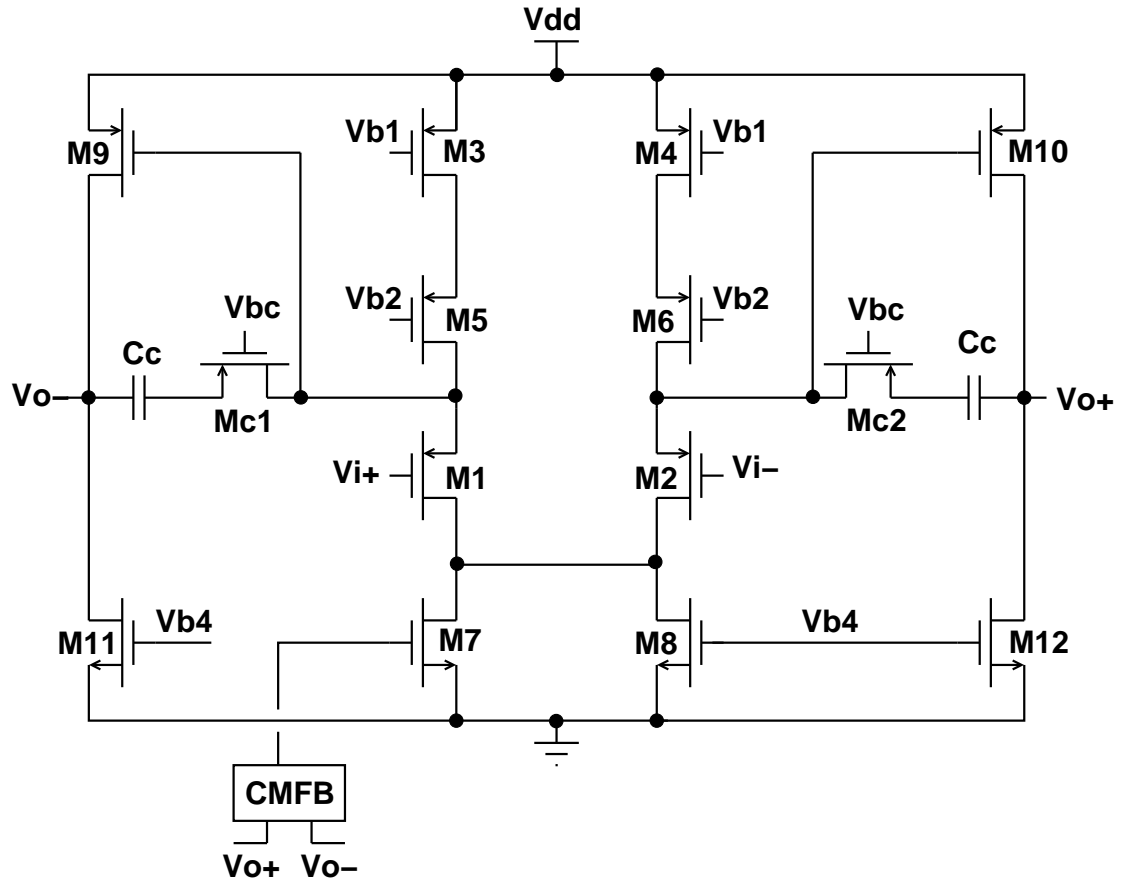 Vdd
Vb1
Vb1
M9
M3
M4
M10
Vb2
Vb2
Vbc
M5
M6
Vbc
Cc
Cc
Vo–
Mc1
Mc2
Vo+
Vi+
M1
M2
Vi–
M11
Vb4
M7
M8
Vb4
M12
CMFB
Vo+ Vo–